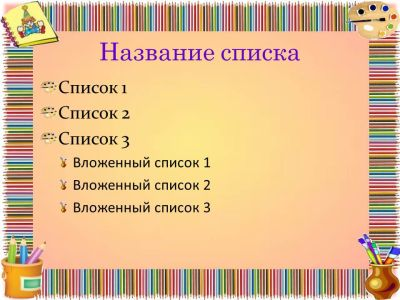 Название списка
Список 1
Список 2
Список 3
Вложенный список 1
Вложенный список 2
Вложенный список 3